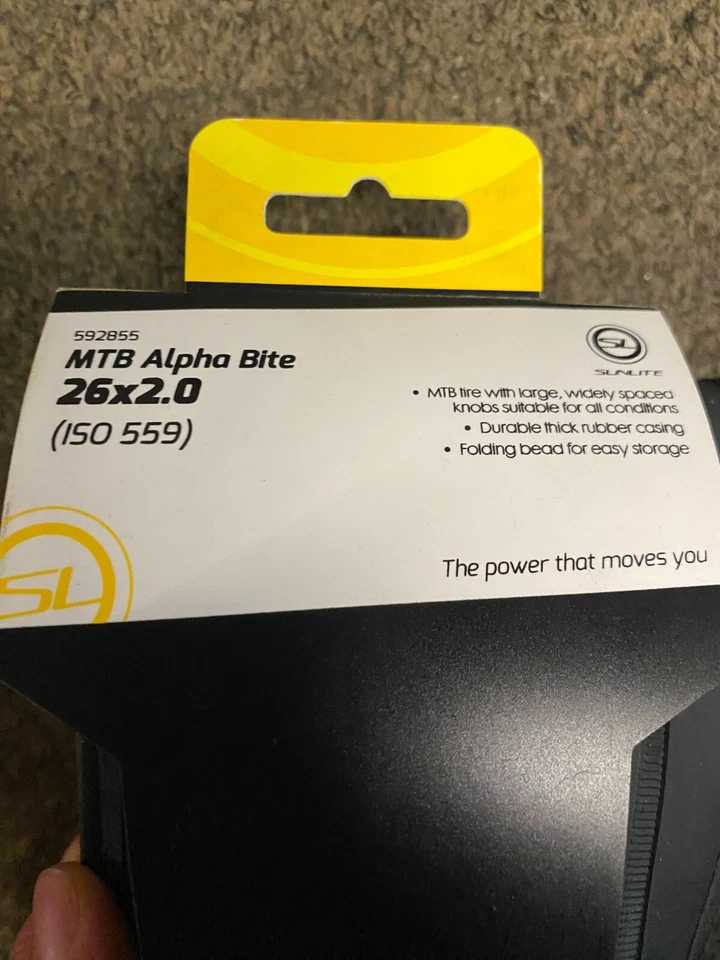 592855
MTB Alpha Bite
26x2.0
(ISO 559)
SL
SUNLITE
• MTB tire with large, widely spaced
knobs suitable for all conditions
• Durable thick rubber casing
• Folding bead for easy storage
The power that moves you
SL